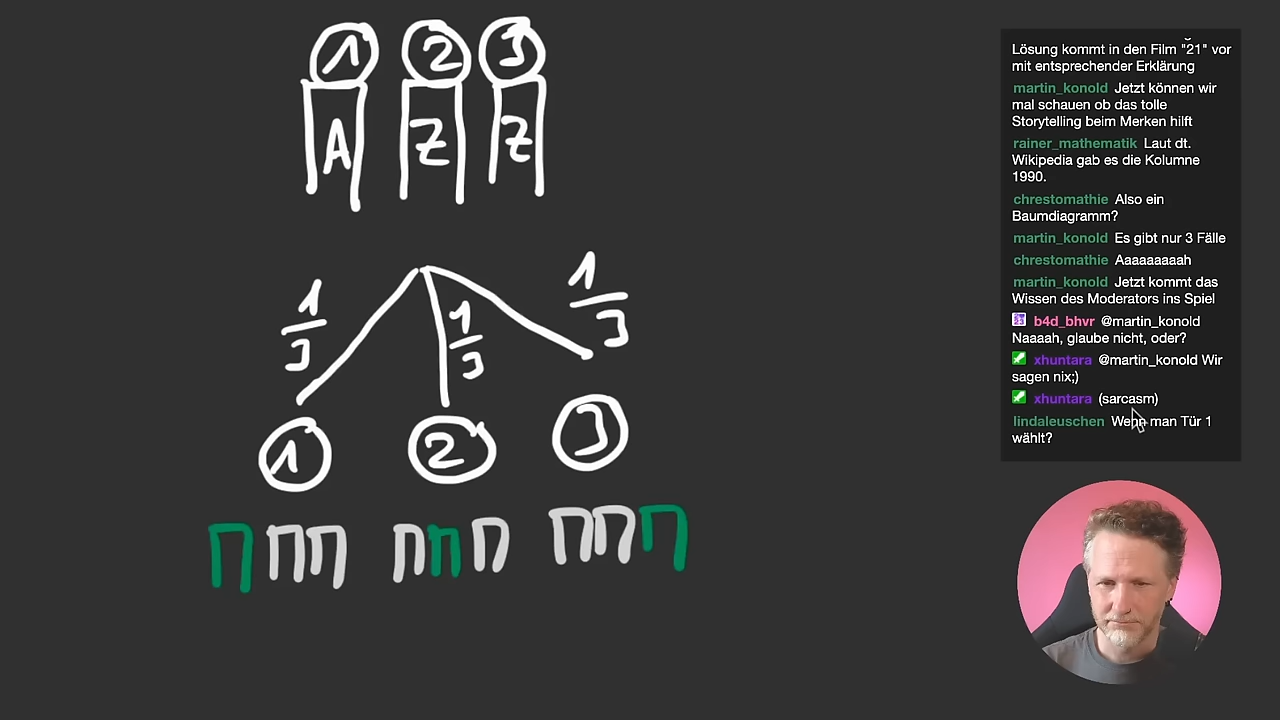 1 2 3
A Z Z
1/3 1/3 1/3
1 2 3
Lösung kommt in den Film "21" vor
mit entsprechender Erklärung
martin_konold Jetzt können wir
mal schauen ob das tolle
Storytelling beim Merken hilft
rainer_mathematik Laut dt.
Wikipedia gab es die Kolumne
1990.
chrestomathie Also ein
Baumdiagramm?
martin_konold Es gibt nur 3 Fälle
chrestomathie Aaaaaaaaah
martin_konold Jetzt kommt das
Wissen des Moderators ins Spiel
b4d_bhvr @martin_konold
Naaaah, glaube nicht, oder?
xhuntara @martin_konold Wir
sagen nix;)
xhuntara (sarcasm)
lindaleuschen Wenn man Tür 1
wählt?